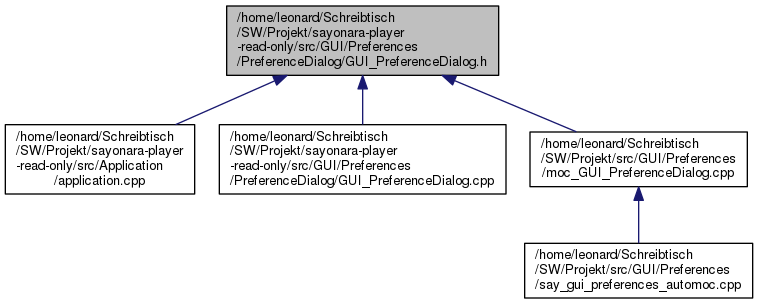 /home/leonard/Schreibtisch
/SW/Projekt/sayonara-player
-read-only/src/GUI/Preferences
/PreferenceDialog/GUI_PreferenceDialog.h
/home/leonard/Schreibtisch
/SW/Projekt/sayonara-player
-read-only/src/Application
/application.cpp
/home/leonard/Schreibtisch
/SW/Projekt/sayonara-player
-read-only/src/GUI/Preferences
/PreferenceDialog/GUI_PreferenceDialog.cpp
/home/leonard/Schreibtisch
/SW/Projekt/src/GUI/Preferences
/moc_GUI_PreferenceDialog.cpp
/home/leonard/Schreibtisch
/SW/Projekt/src/GUI/Preferences
/say_gui_preferences_automoc.cpp